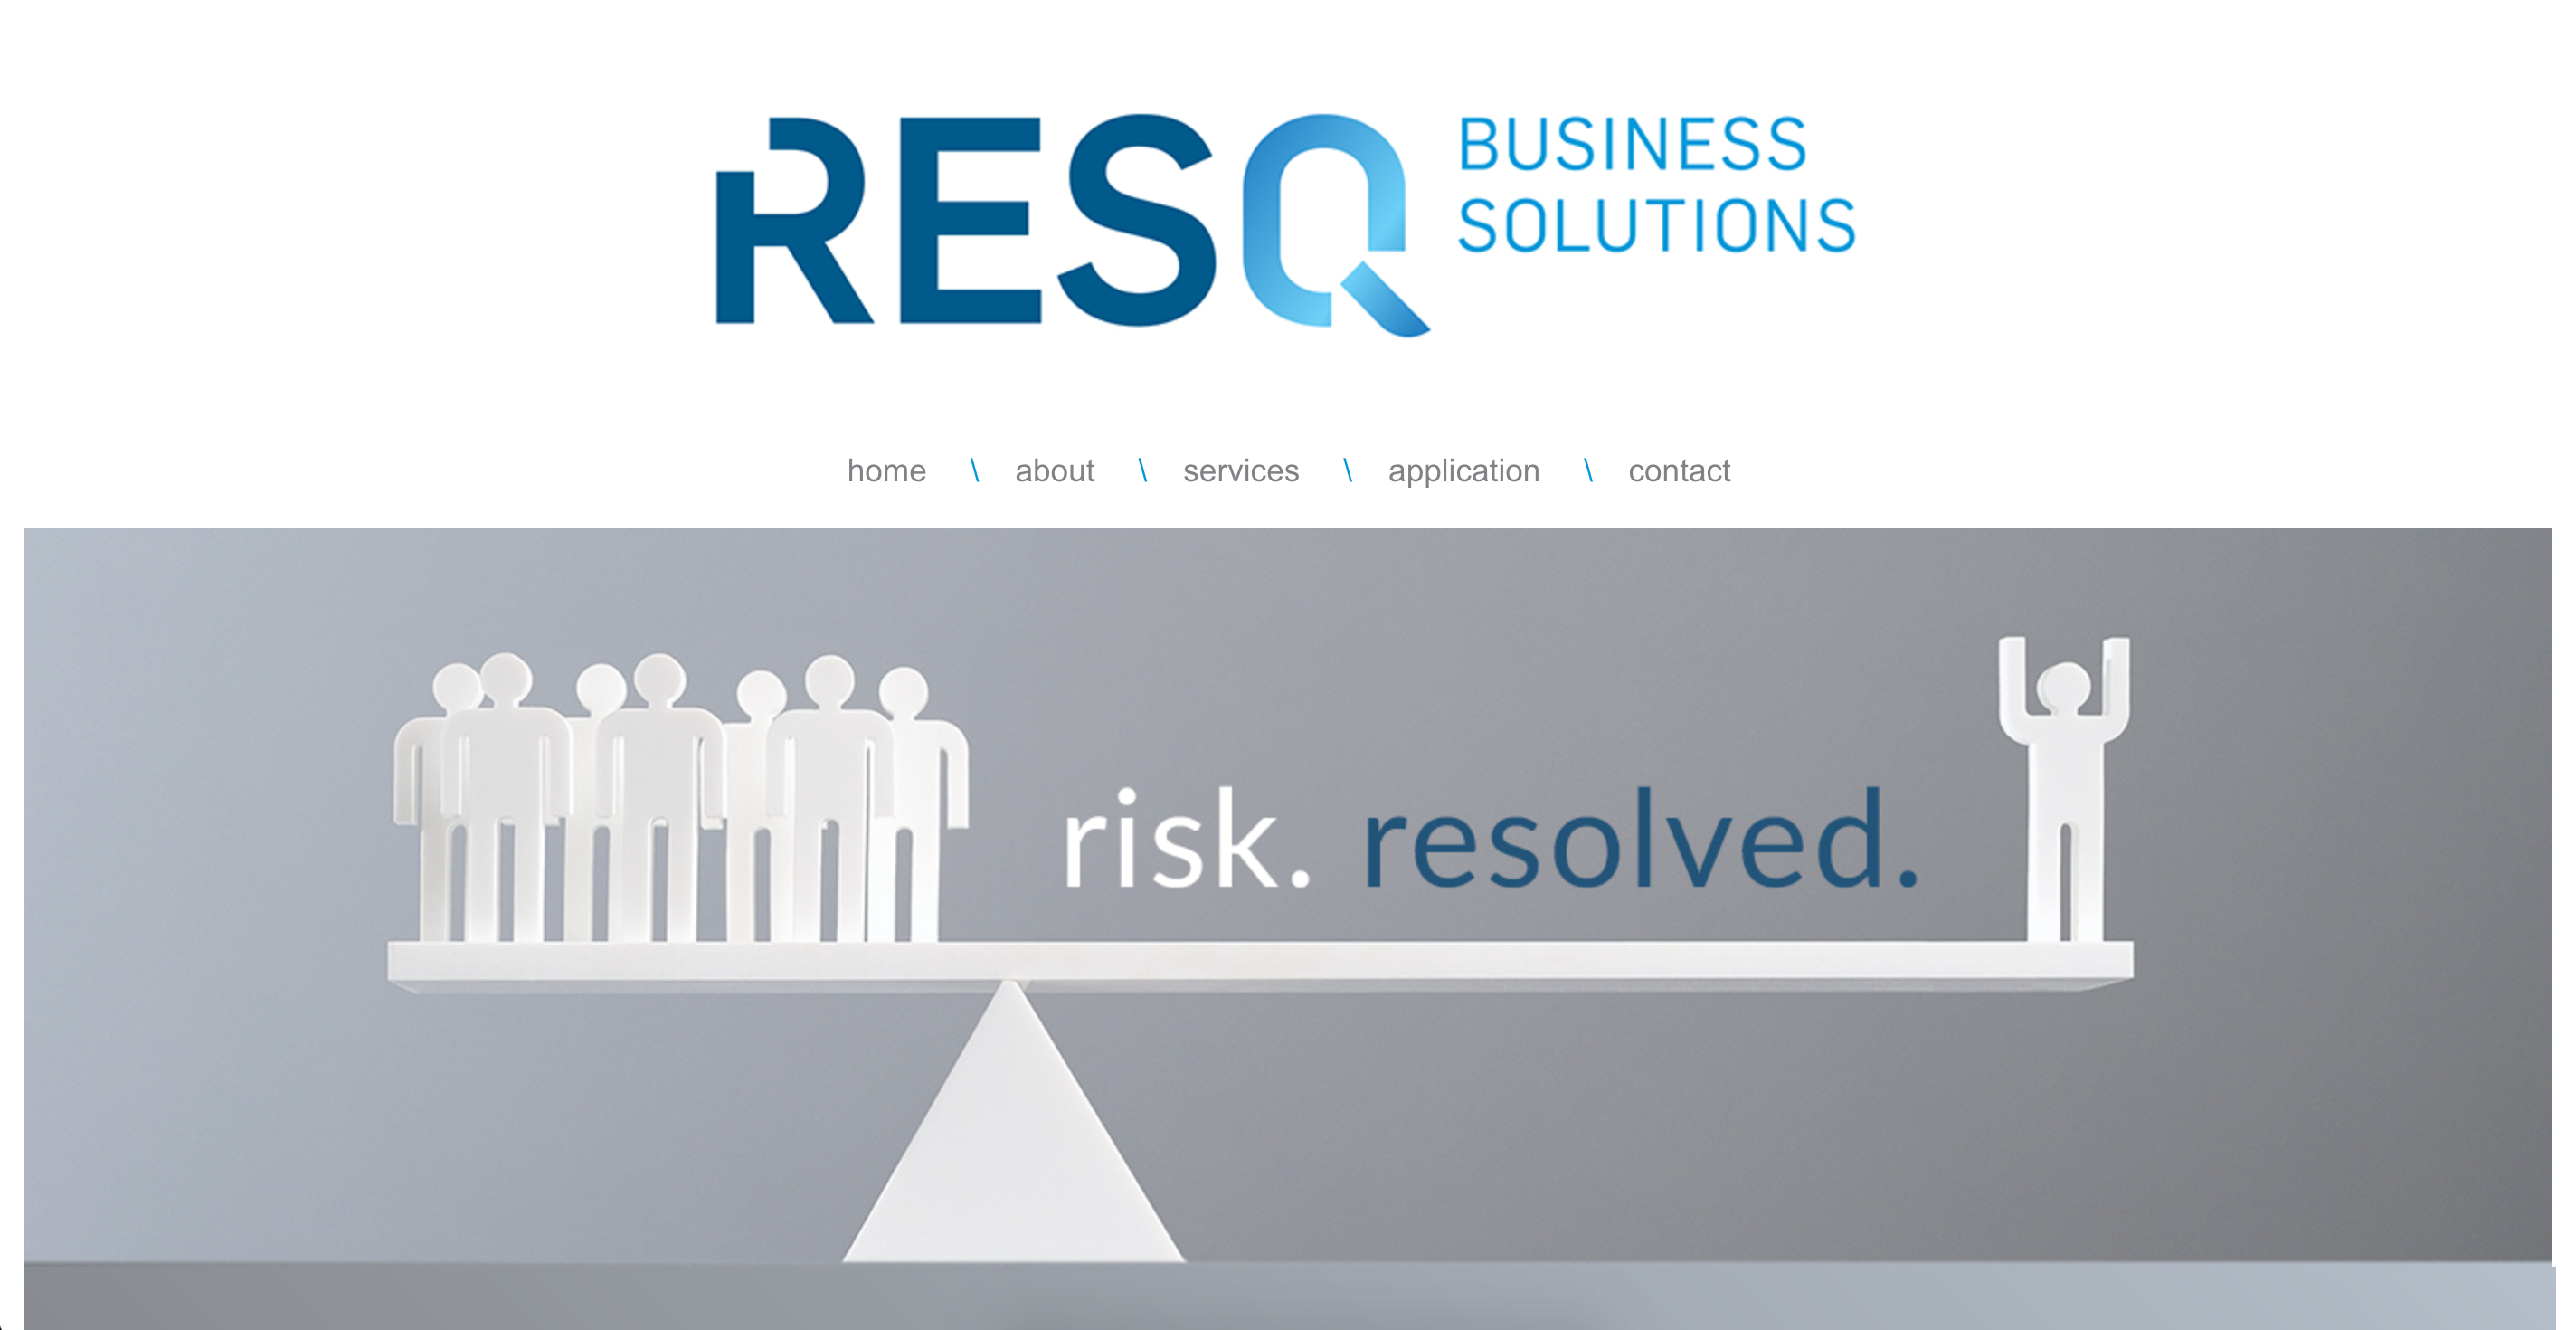 RESQ BUSINESS
SOLUTIONS
home \ about \ services \ application \ contact
risk. resolved.